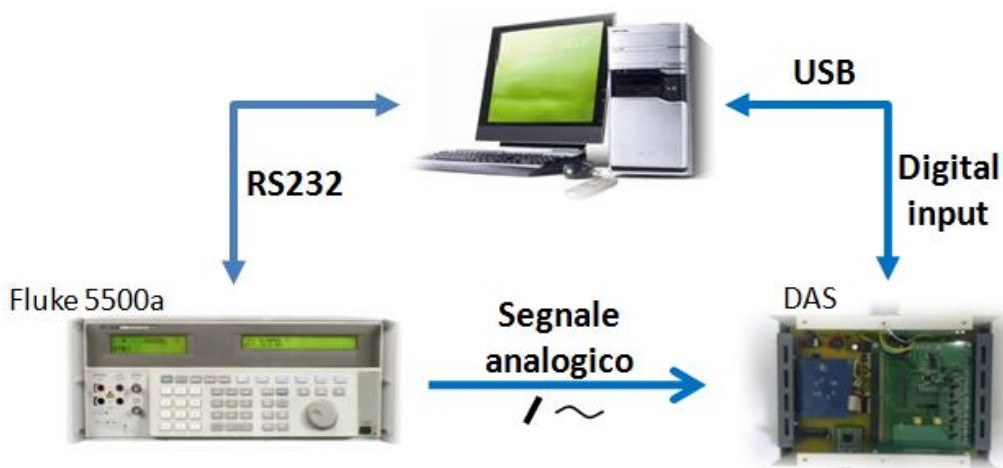 USB
RS232
Digital
input
Fluke 5500a
Segnale
analogico
DAS